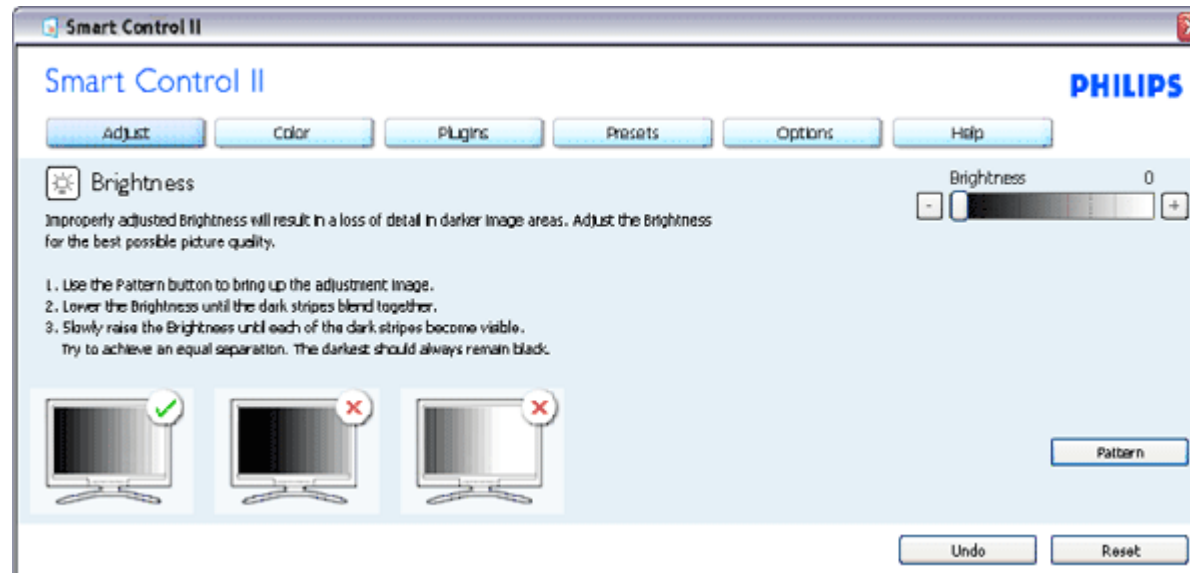 Smart Control II
Smart Control II
PHILIPS
Adjust Color Plugins Presets Options Help
Brightness
Brightness 0
- +
Improperly adjusted Brightness will result in a loss of detail in darker image areas. Adjust the Brightness
for the best possible picture quality.
1. Use the Pattern button to bring up the adjustment image.
2. Lower the Brightness until the dark stripes blend together.
3. Slowly raise the Brightness until each of the dark stripes become visible.
Try to achieve an equal separation. The darkest should always remain black.
Pattern
Undo Reset